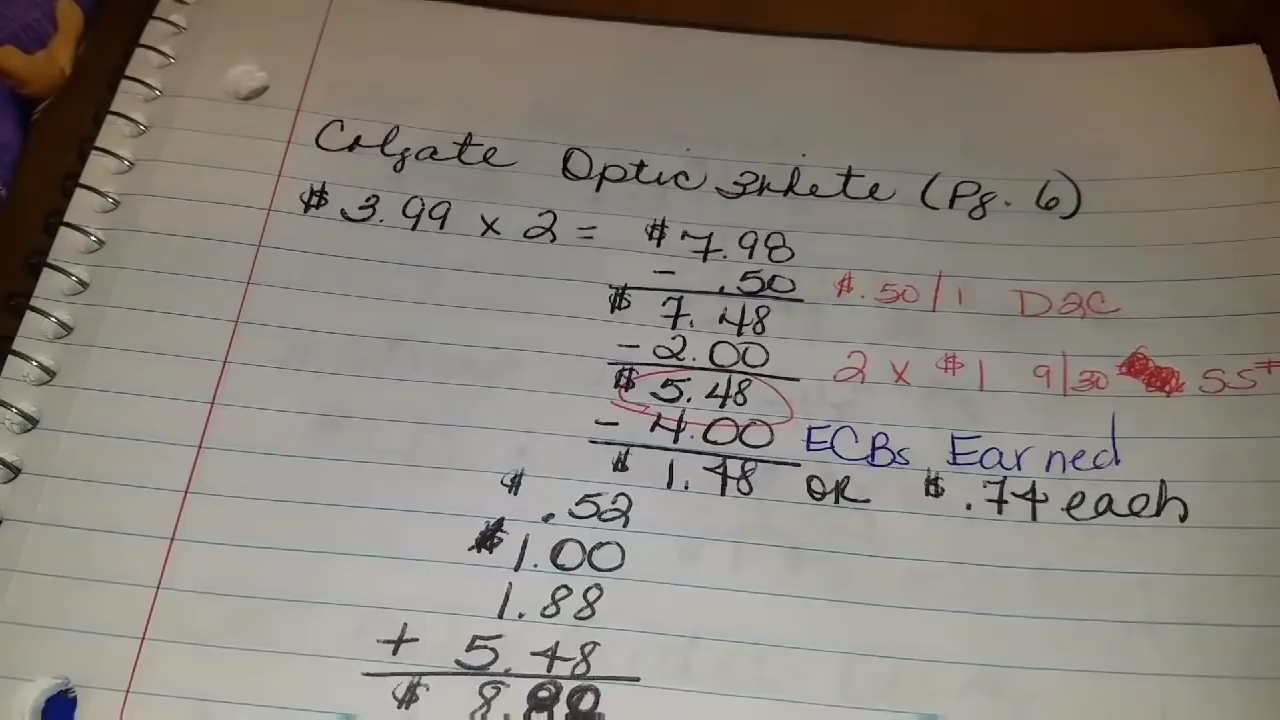 Colgate Optic White (Pg. 6)
$3.99 x 2 = $7.98
- .50 $.50/1 D2C
$ 7.48
- 2.00 2 x $1 9/30 SS
$ 5.48
- 4.00 ECBs Earned
$ 1.48 OR $.74 each
$ .52
$1.00
1.88
+ 5.48
$ 8.